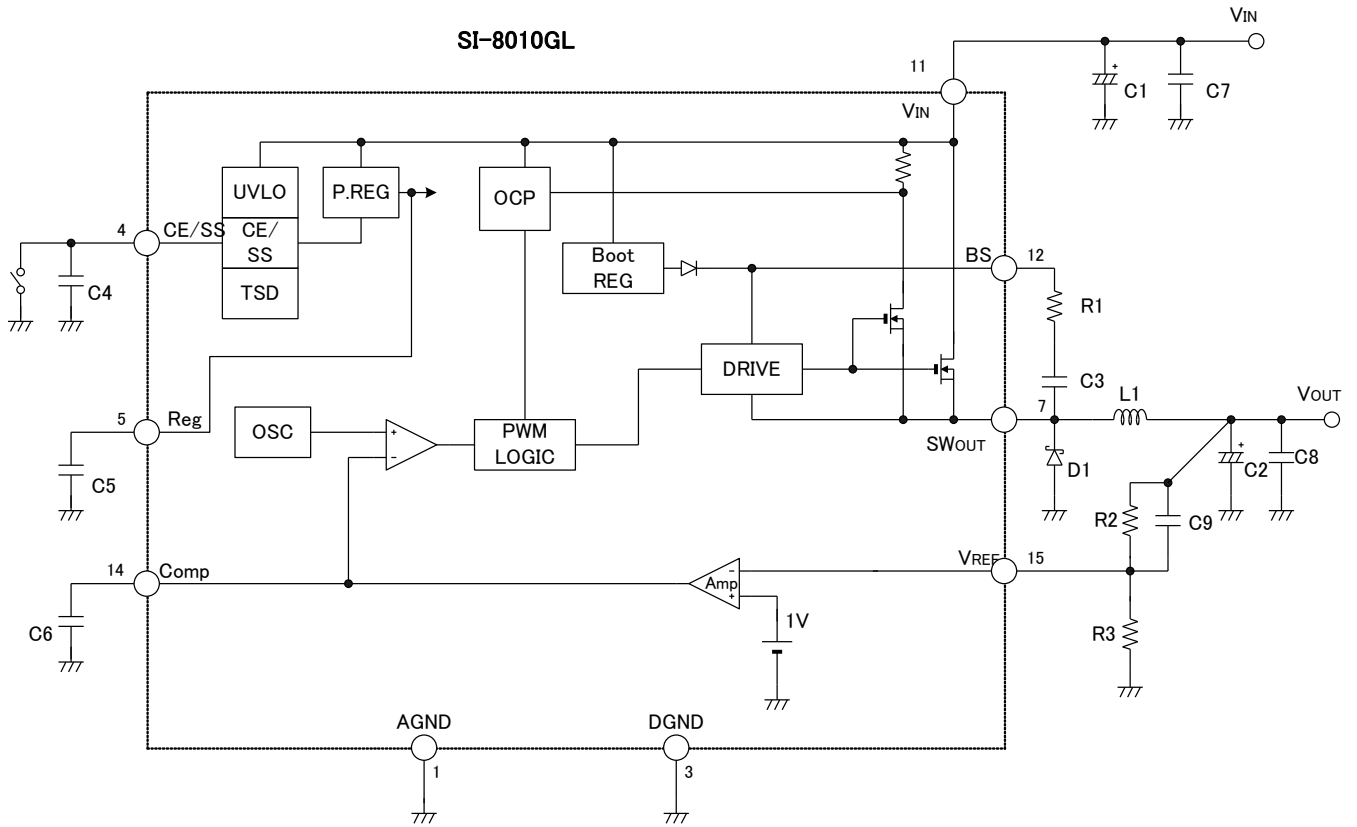 SI-8010GL
VIN
11
C1
C7
VIN
UVLO
P.REG
OCP
4
CE/SS
CE/
SS
C4
TSD
Boot
REG
BS
12
R1
DRIVE
C3
5
Reg
OSC
+
−
PWM
LOGIC
7
SWOUT
L1
VOUT
+
+
C5
D1
C2
C8
R2
C9
14
Comp
Amp
−
+
VREF
15
1V
C6
R3
AGND
1
DGND
3